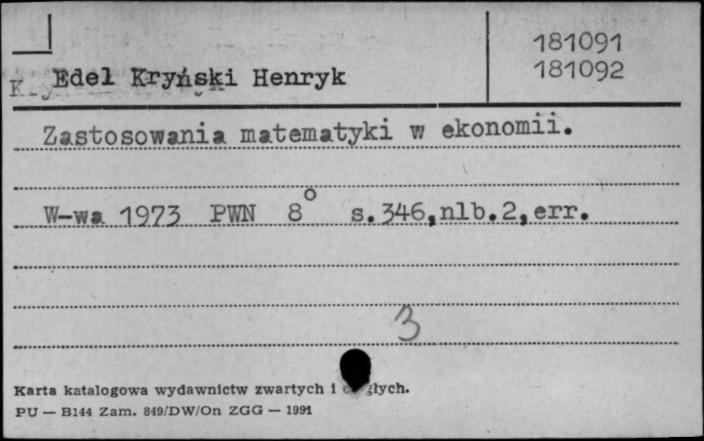 181091
Edel Kryński Henryk
181092
Zastosowania matematyki w ekonomii.
W-wa 1973 PWN 8° s.346,nlb.2,err.
3
Karta katalogowa wydawnictw zwartych i
PU — B144 Zam. 849/DW/On ZGG — 1991